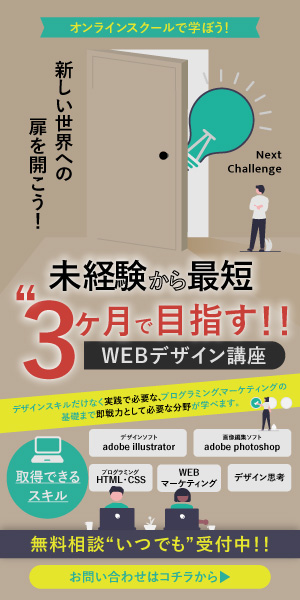 オンラインスクールで学ぼう!
新しい世界への
扉を開こう!
Next
Challenge
未経験から最短
“3ヶ月で目指す!!
WEBデザイン講座
デザインスキルだけなく実践で必要な、プログラミング,マーケティングの
基礎まで即戦力として必要な分野が学べます。
取得できる
スキル
デザインソフト
adobe illustrator
画像編集ソフト
adobe photoshop
プログラミング
HTML・CSS
WEB
マーケティング
デザイン思考
無料相談“いつでも”受付中!!
お問い合わせはコチラから▶